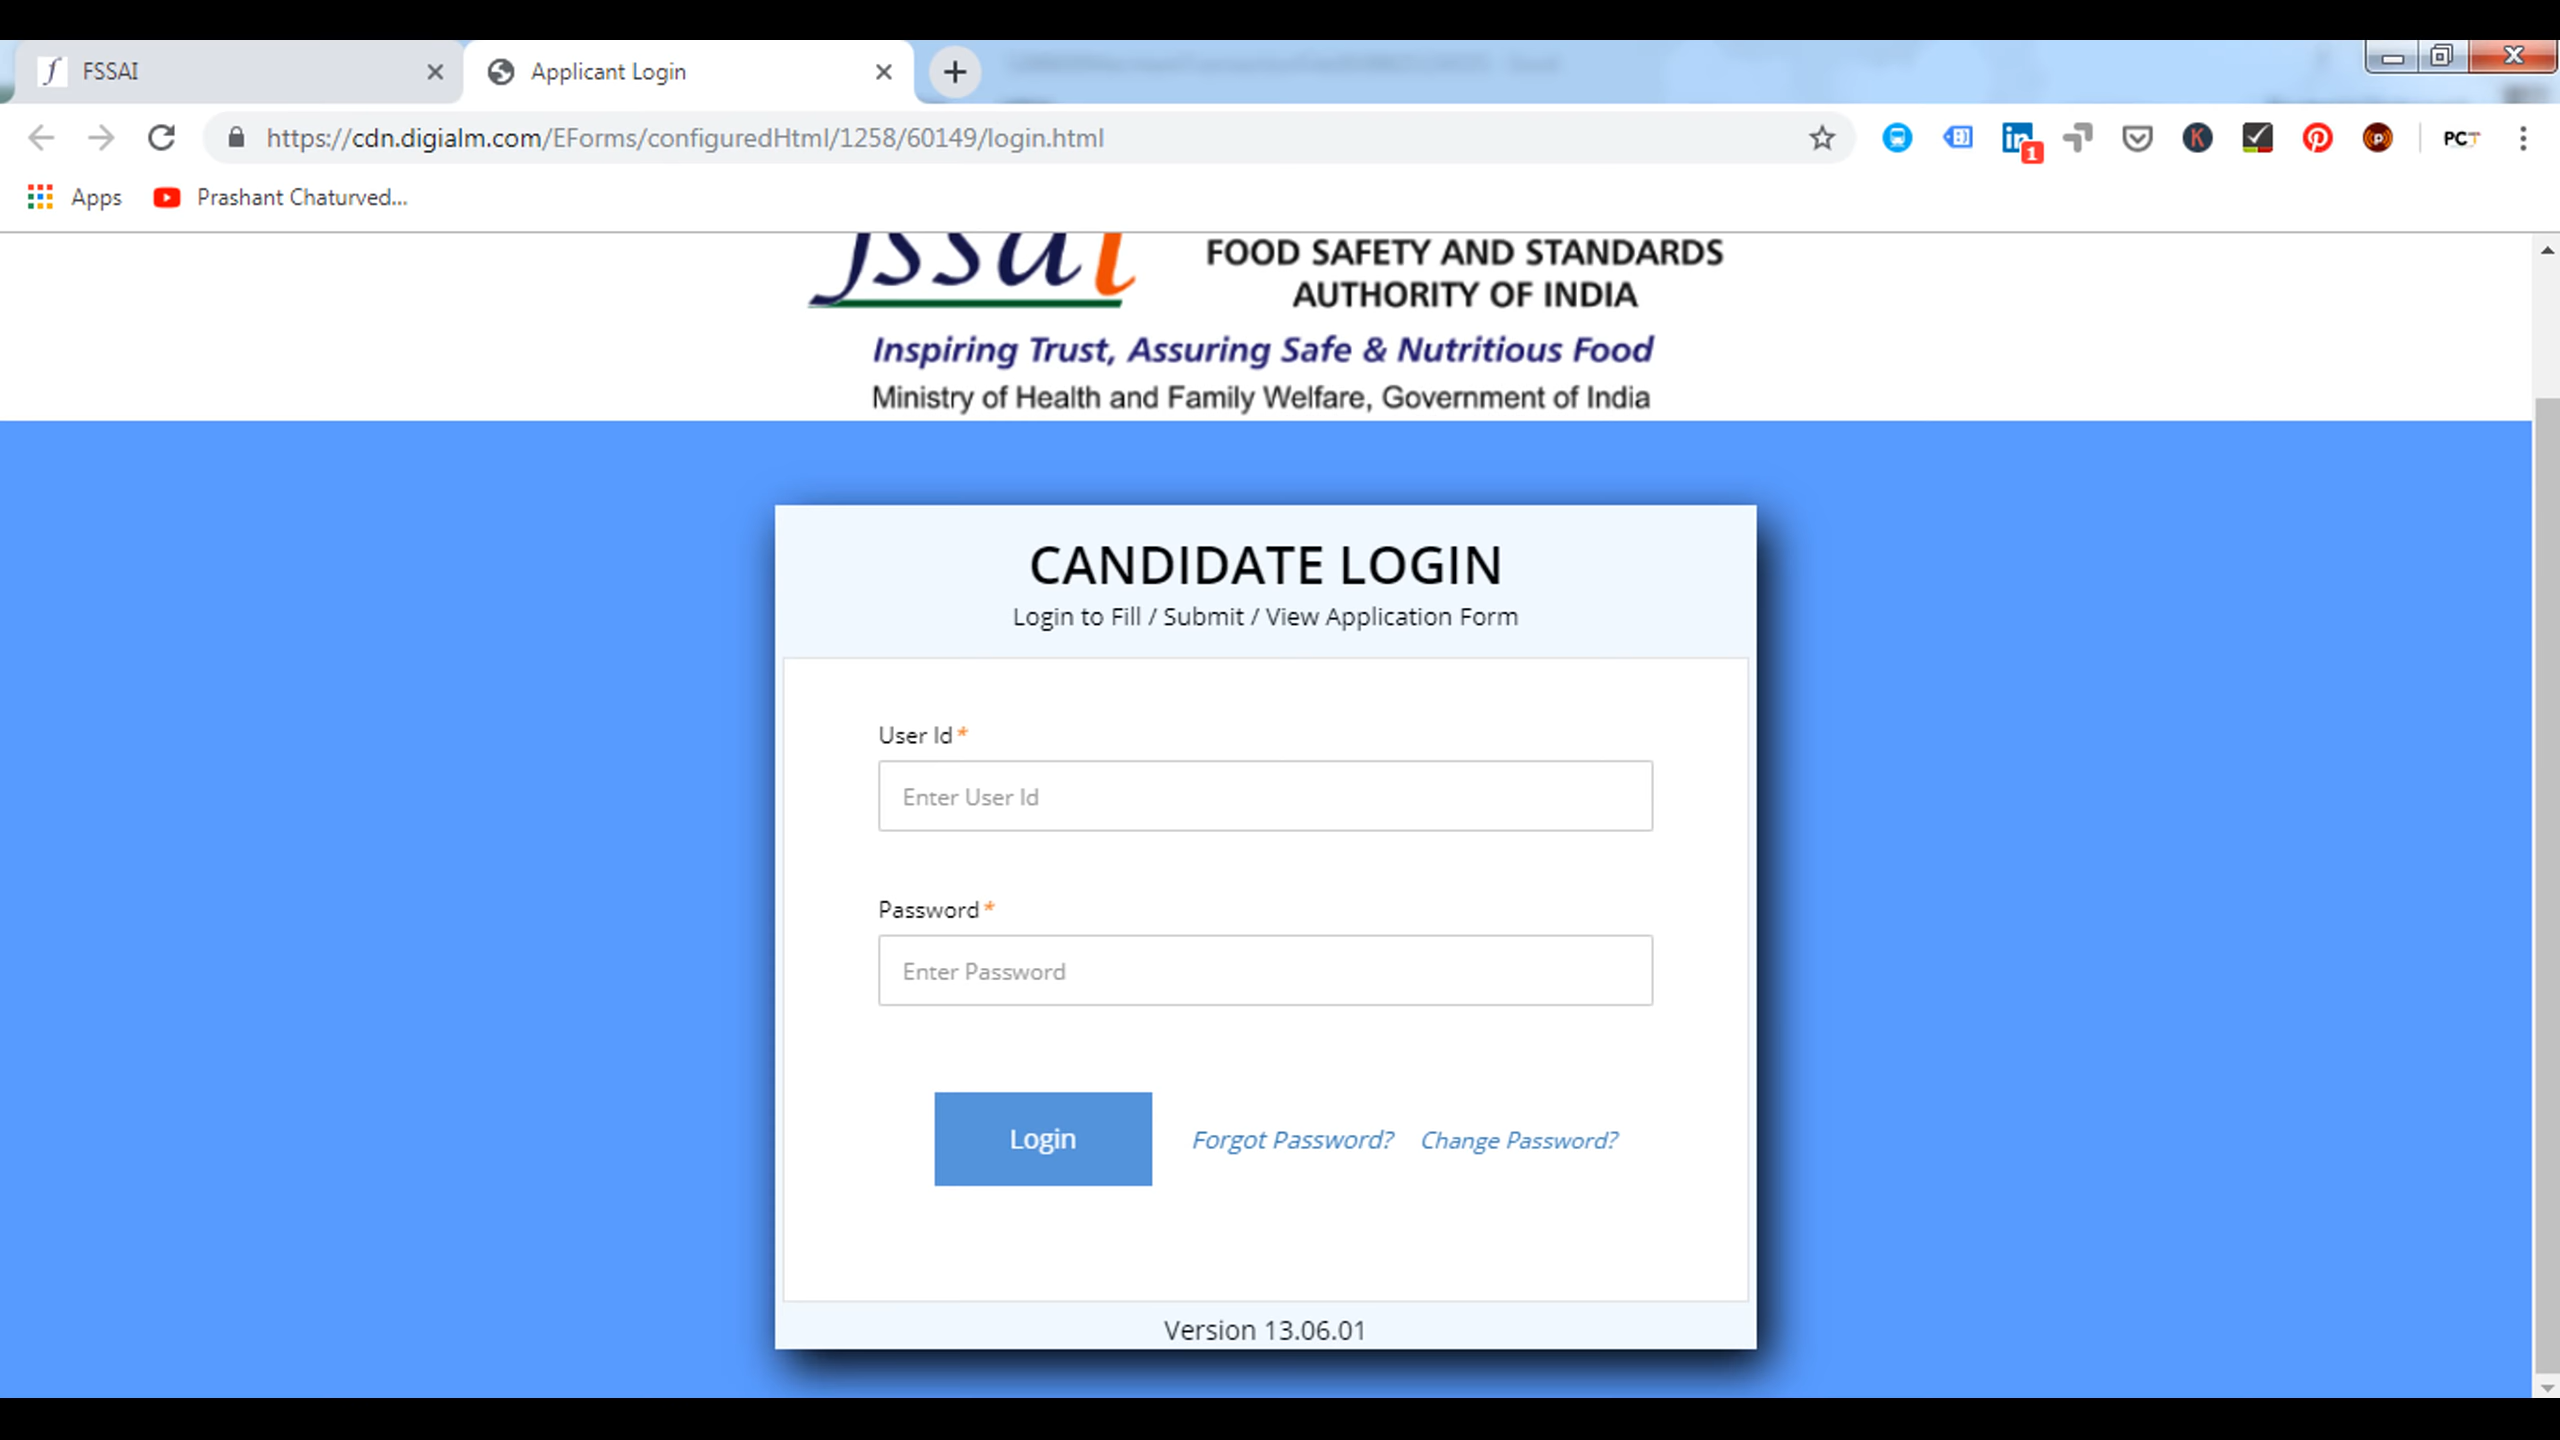 FSSAI
Applicant Login
https://cdn.digialm.com/EForms/configuredHtml/1258/60149/login.html
1
PCT
Apps
Prashant Chaturved...
fssai
FOOD SAFETY AND STANDARDS
AUTHORITY OF INDIA
Inspiring Trust, Assuring Safe & Nutritious Food
Ministry of Health and Family Welfare, Government of India
CANDIDATE LOGIN
Login to Fill / Submit / View Application Form
User Id *
Enter User Id
Password *
Enter Password
Login
Forgot Password?
Change Password?
Version 13.06.01